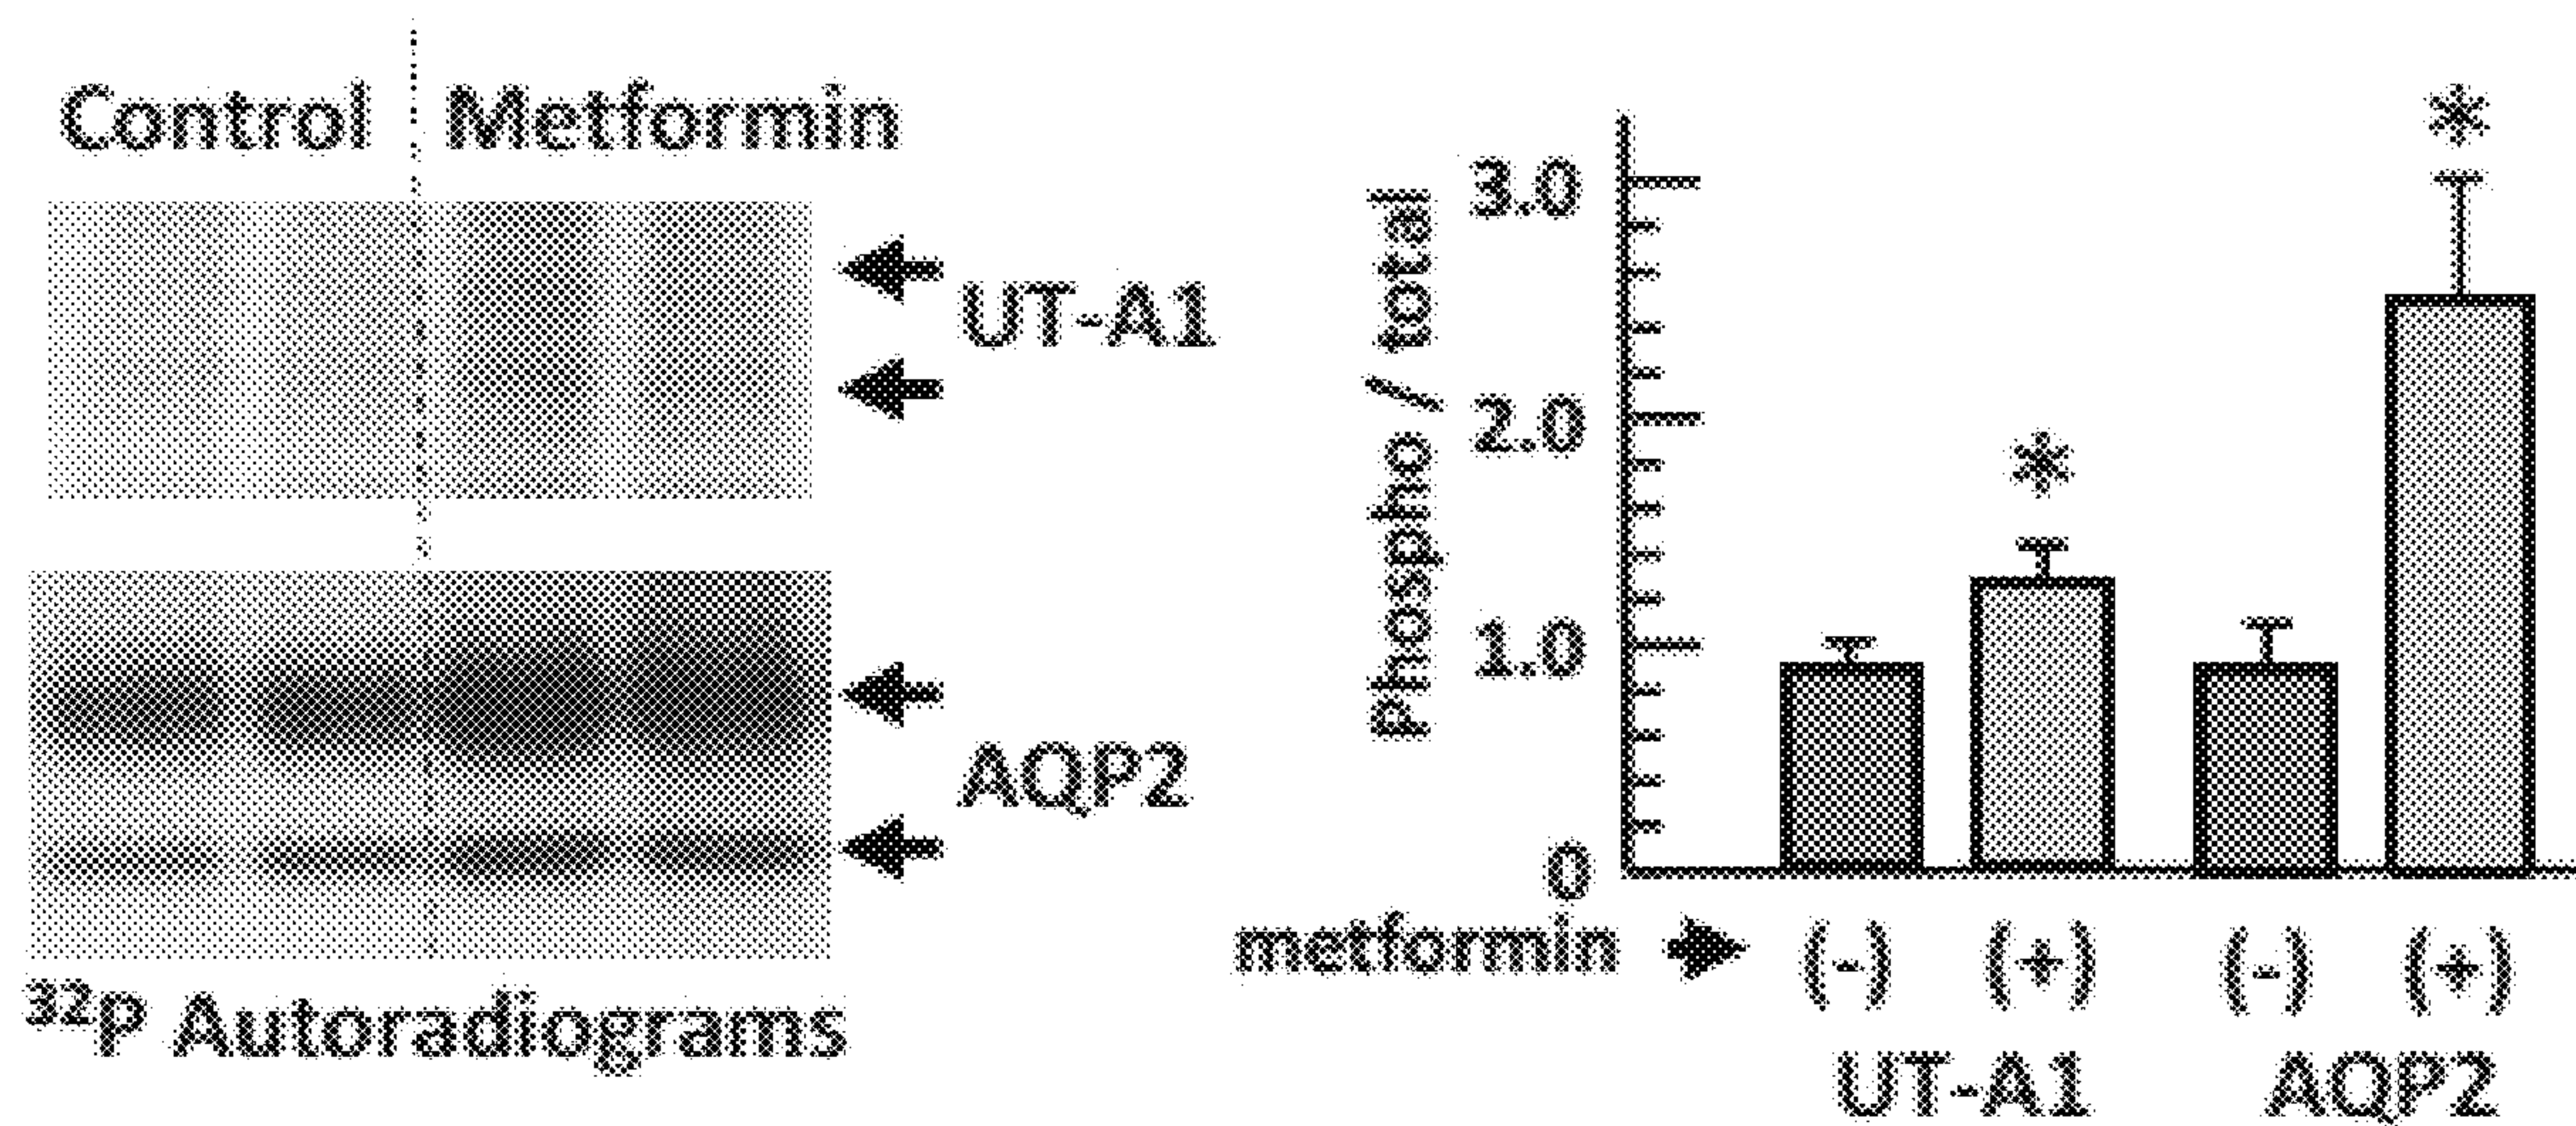 Control Metformin
UT-A1
AQP2
³²P Autoradiograms
Phospho / total
3.0
2.0
1.0
0
*
*
metformin (-) (+) (-) (+)
UT-A1 AQP2